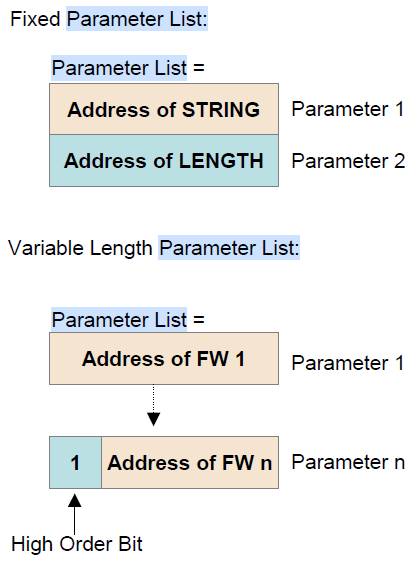 Fixed Parameter List:
Parameter List =
Address of STRING Parameter 1
Address of LENGTH Parameter 2
Variable Length Parameter List:
Parameter List =
Address of FW 1 Parameter 1
1 Address of FW n Parameter n
High Order Bit